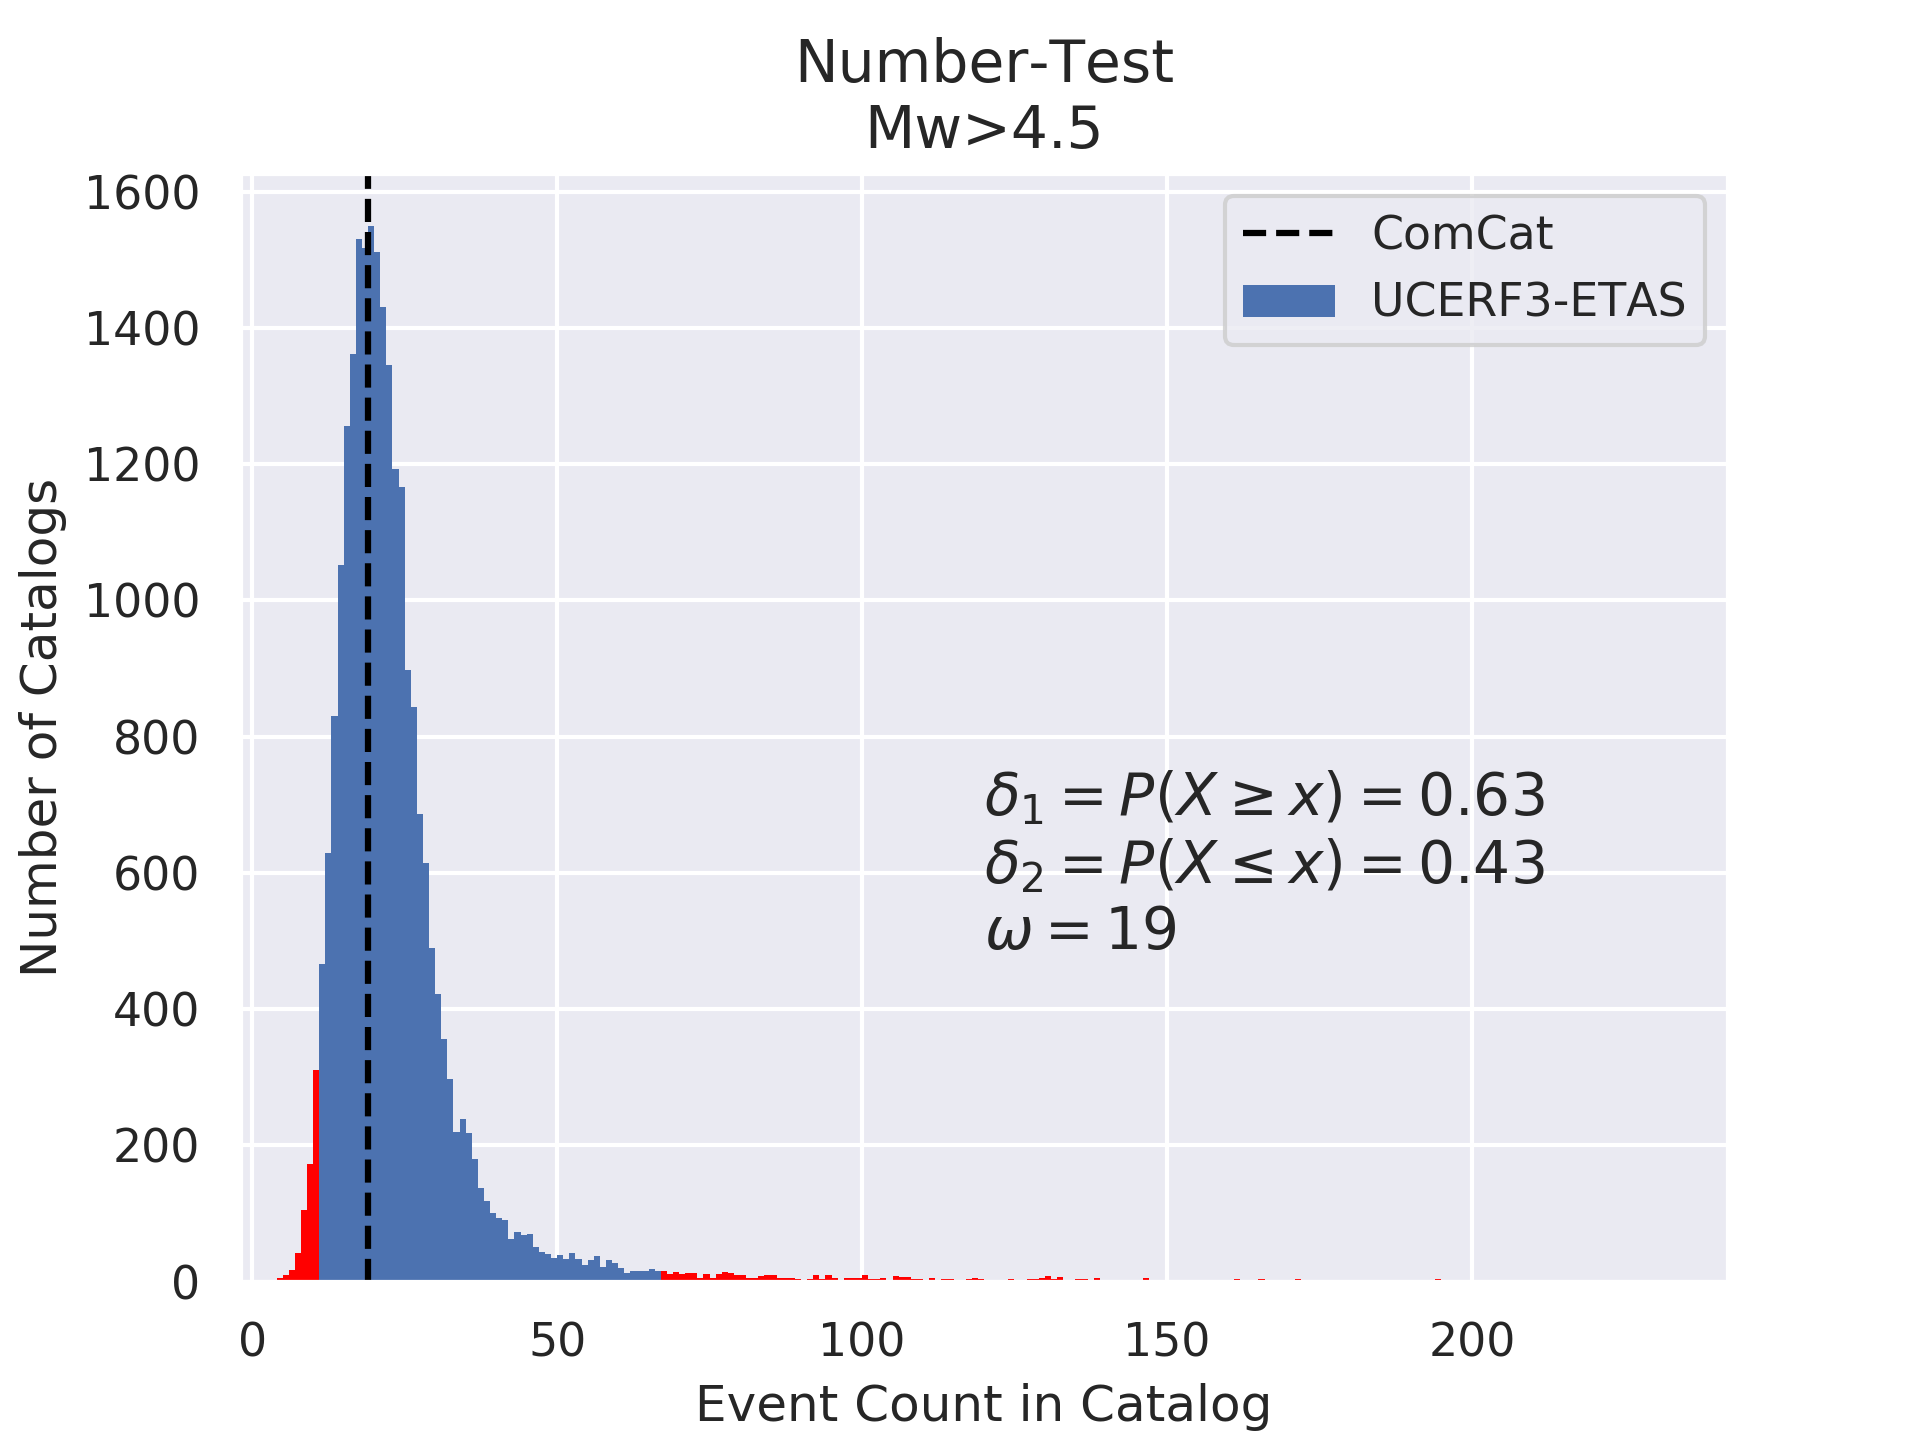 Number-Test
Mw>4.5
1600
1400
1200
1000
800
600
400
200
0
Number of Catalogs
ComCat
UCERF3-ETAS
δ₁ = P(X ≥ x) = 0.63
δ₂ = P(X ≤ x) = 0.43
ω = 19
0 50 100 150 200
Event Count in Catalog